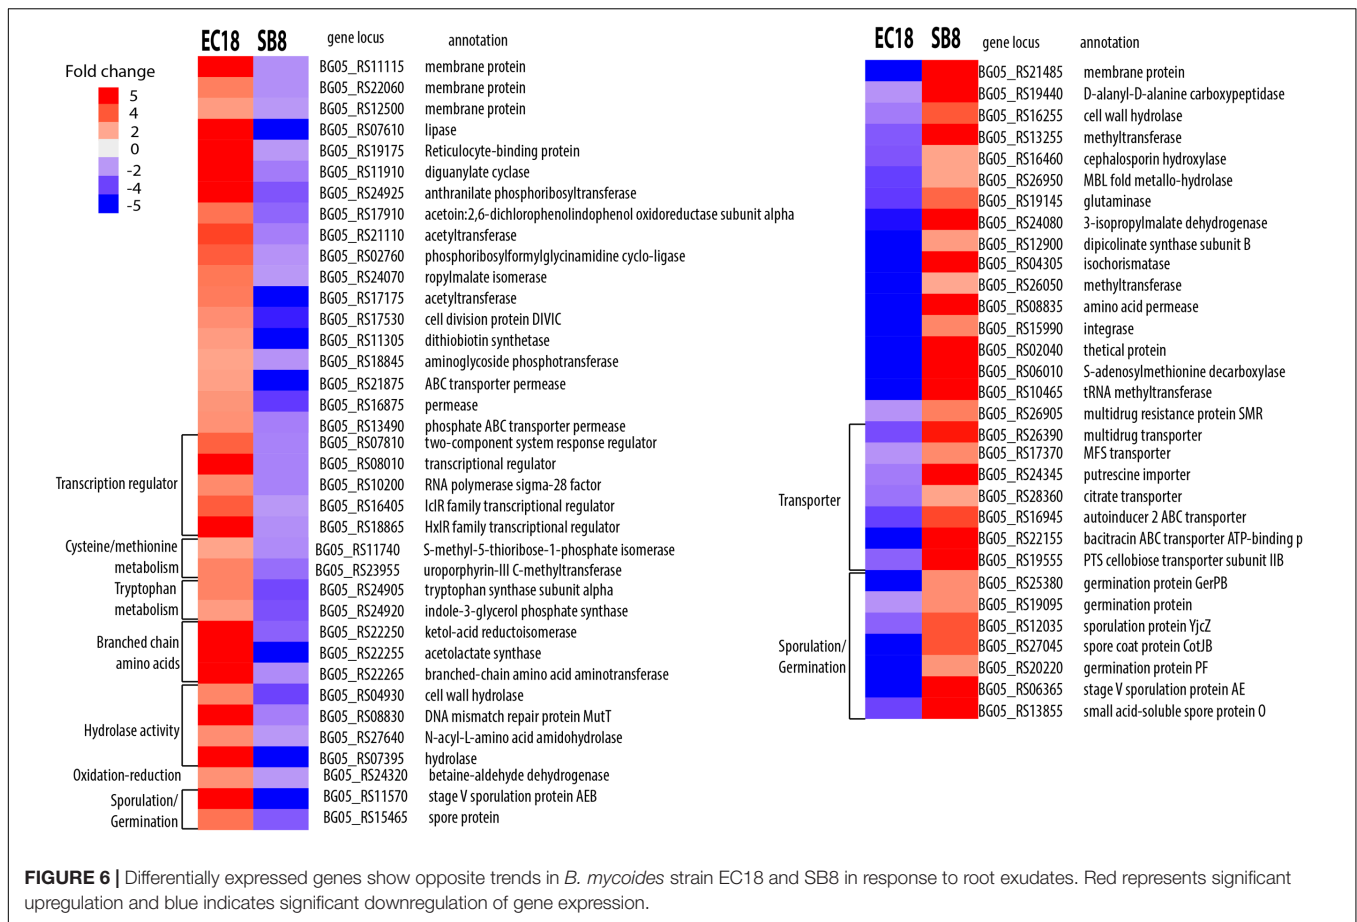 EC18 SB8 gene locus annotation
Fold change
5
4
2
0
-2
-4
-5
BG05_RS11115 membrane protein
BG05_RS22060 membrane protein
BG05_RS12500 membrane protein
BG05_RS07610 lipase
BG05_RS19175 Reticulocyte-binding protein
BG05_RS11910 diguanylate cyclase
BG05_RS24925 anthranilate phosphoribosyltransferase
BG05_RS17910 acetoin:2,6-dichlorophenolindophenol oxidoreductase subunit alpha
BG05_RS21110 acetyltransferase
BG05_RS02760 phosphoribosylformylglycinamidine cyclo-ligase
BG05_RS24070 ropylmalate isomerase
BG05_RS17175 acetyltransferase
BG05_RS17530 cell division protein DIVIC
BG05_RS11305 dithiobiotin synthetase
BG05_RS18845 aminoglycoside phosphotransferase
BG05_RS21875 ABC transporter permease
BG05_RS16875 permease
BG05_RS13490 phosphate ABC transporter permease
Transcription regulator
BG05_RS07810 two-component system response regulator
BG05_RS08010 transcriptional regulator
BG05_RS10200 RNA polymerase sigma-28 factor
BG05_RS16405 IclR family transcriptional regulator
BG05_RS18865 HxlR family transcriptional regulator
Cysteine/methionine
metabolism
BG05_RS11740 S-methyl-5-thioribose-1-phosphate isomerase
BG05_RS23955 uroporphyrin-III C-methyltransferase
Tryptophan
metabolism
BG05_RS24905 tryptophan synthase subunit alpha
BG05_RS24920 indole-3-glycerol phosphate synthase
Branched chain
amino acids
BG05_RS22250 ketol-acid reductoisomerase
BG05_RS22255 acetolactate synthase
BG05_RS22265 branched-chain amino acid aminotransferase
Hydrolase activity
BG05_RS04930 cell wall hydrolase
BG05_RS08830 DNA mismatch repair protein MutT
BG05_RS27640 N-acyl-L-amino acid amidohydrolase
BG05_RS07395 hydrolase
Oxidation-reduction
BG05_RS24320 betaine-aldehyde dehydrogenase
Sporulation/
Germination
BG05_RS11570 stage V sporulation protein AEB
BG05_RS15465 spore protein
EC18 SB8 gene locus annotation
BG05_RS21485 membrane protein
BG05_RS19440 D-alanyl-D-alanine carboxypeptidase
BG05_RS16255 cell wall hydrolase
BG05_RS13255 methyltransferase
BG05_RS16460 cephalosporin hydroxylase
BG05_RS26950 MBL fold metallo-hydrolase
BG05_RS19145 glutaminase
BG05_RS24080 3-isopropylmalate dehydrogenase
BG05_RS12900 dipicolinate synthase subunit B
BG05_RS04305 isochorismatase
BG05_RS26050 methyltransferase
BG05_RS08835 amino acid permease
BG05_RS15990 integrase
BG05_RS02040 thetical protein
BG05_RS06010 S-adenosylmethionine decarboxylase
BG05_RS10465 tRNA methyltransferase
BG05_RS26905 multidrug resistance protein SMR
Transporter
BG05_RS26390 multidrug transporter
BG05_RS17370 MFS transporter
BG05_RS24345 putrescine importer
BG05_RS28360 citrate transporter
BG05_RS16945 autoinducer 2 ABC transporter
BG05_RS22155 bacitracin ABC transporter ATP-binding p
BG05_RS19555 PTS cellobiose transporter subunit IIB
Sporulation/
Germination
BG05_RS25380 germination protein GerPB
BG05_RS19095 germination protein
BG05_RS12035 sporulation protein YjcZ
BG05_RS27045 spore coat protein CotJB
BG05_RS20220 germination protein PF
BG05_RS06365 stage V sporulation protein AE
BG05_RS13855 small acid-soluble spore protein O
FIGURE 6 | Differentially expressed genes show opposite trends in B. mycoides strain EC18 and SB8 in response to root exudates. Red represents significant
upregulation and blue indicates significant downregulation of gene expression.